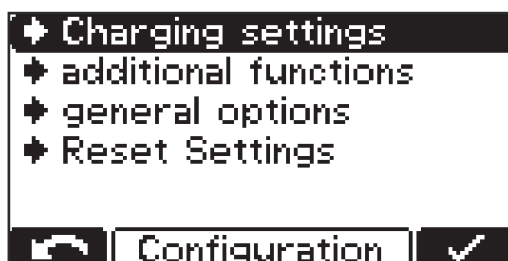 Charging settings
additional functions
general options
Reset Settings
Configuration